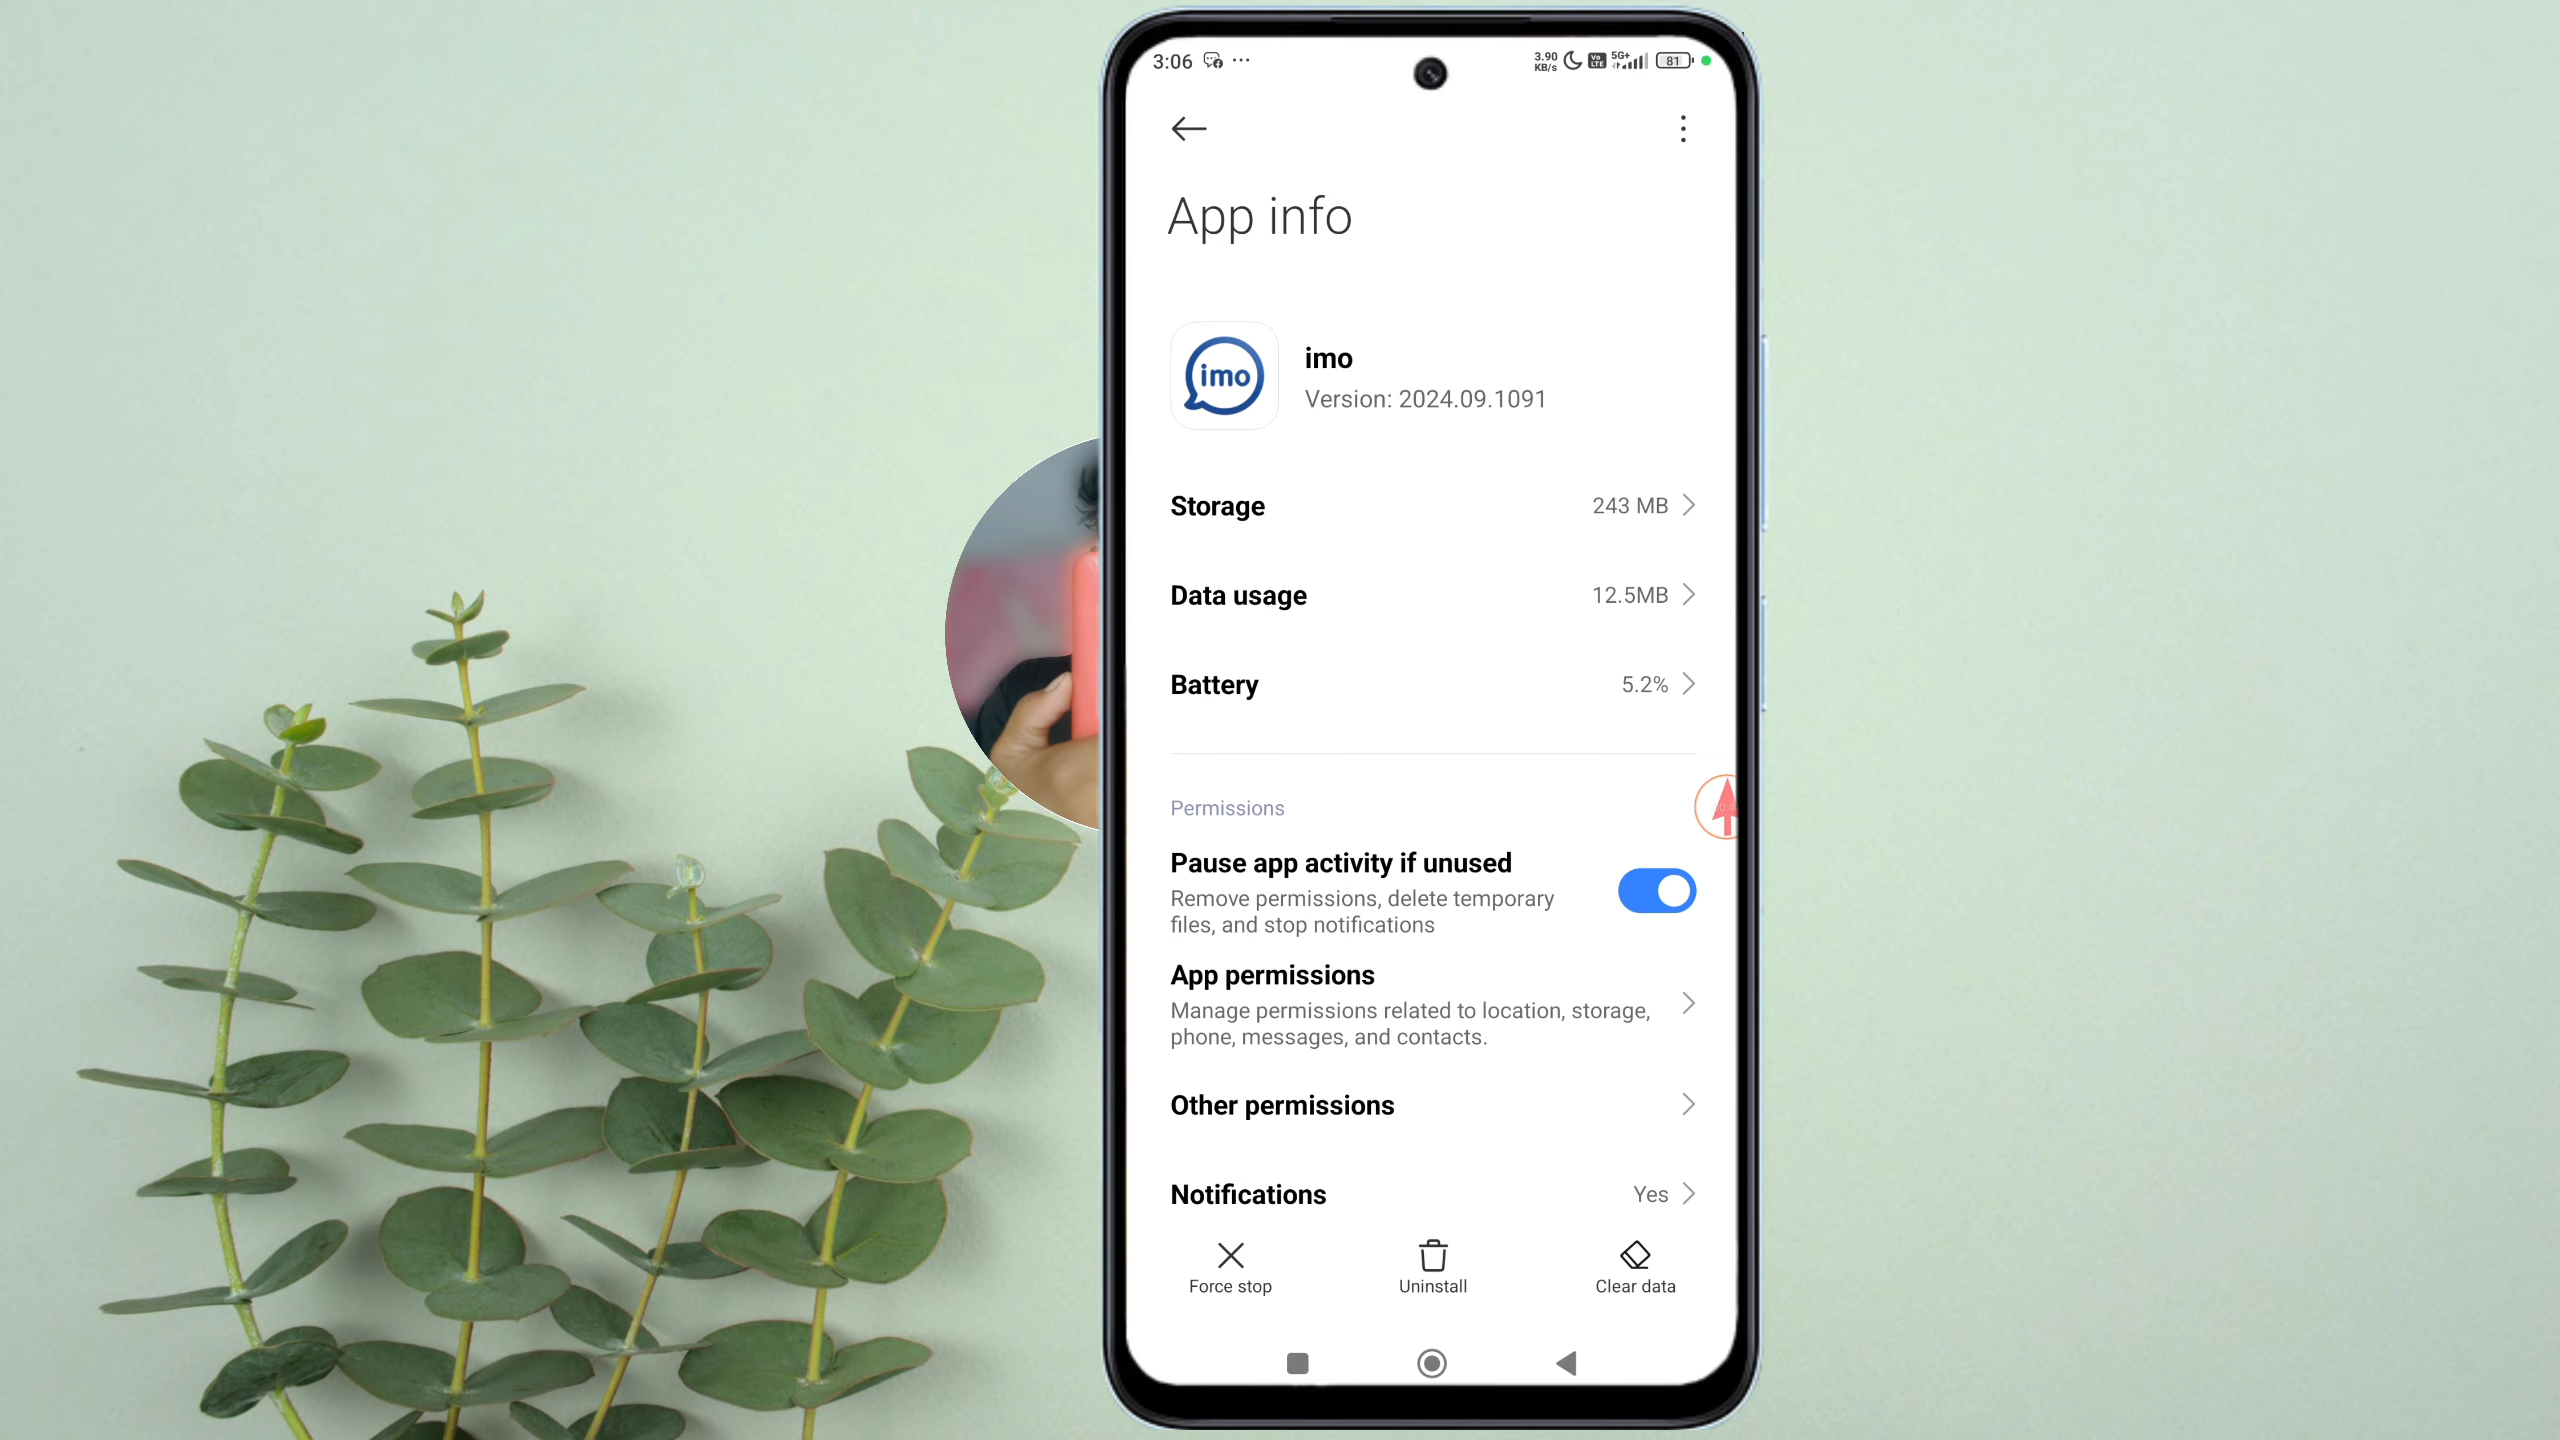 3:06
3.90
KB/s
Vo
LTE
5G+
81
App info
imo
imo
Version: 2024.09.1091
Storage
243 MB
Data usage
12.5MB
Battery
5.2%
Permissions
Pause app activity if unused
Remove permissions, delete temporary
files, and stop notifications
App permissions
Manage permissions related to location, storage,
phone, messages, and contacts.
Other permissions
Notifications
Yes
Force stop
Uninstall
Clear data